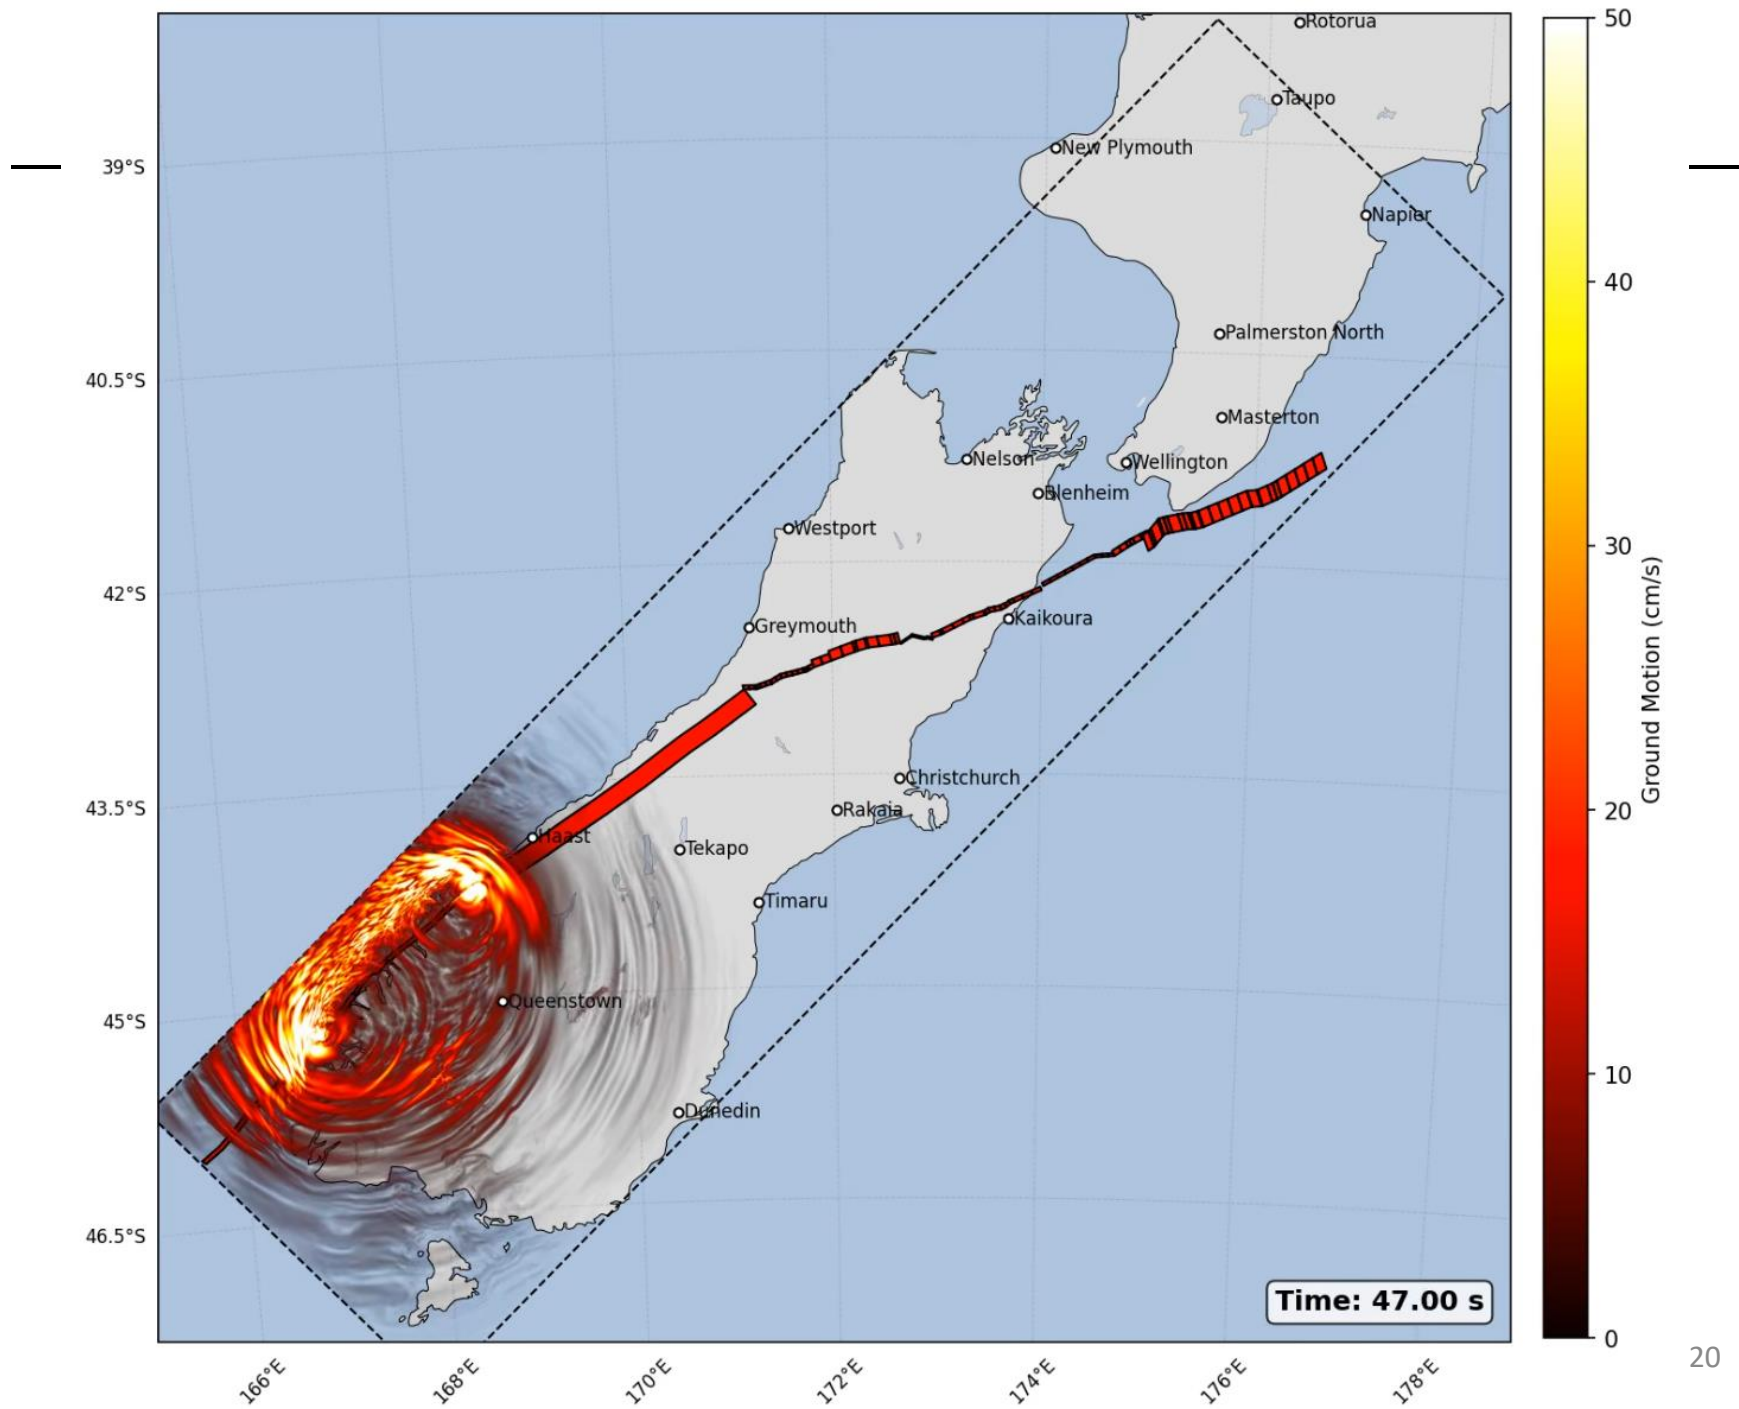 Rotorua
Taupo
New Plymouth
Napier
Palmerston North
Masterton
Nelson
Wellington
Blenheim
Westport
Kaikoura
Greymouth
Christchurch
Rakaia
Haast
Tekapo
Timaru
Queenstown
Dunedin
39°S
40.5°S
42°S
43.5°S
45°S
46.5°S
166°E
168°E
170°E
172°E
174°E
176°E
178°E
Time: 47.00 s
50
40
30
20
10
0
Ground Motion (cm/s)
20